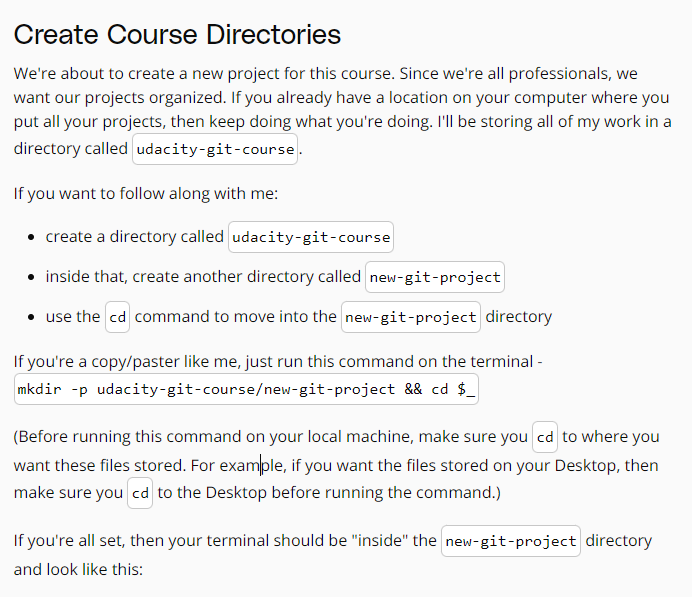 Create Course Directories
We're about to create a new project for this course. Since we're all professionals, we
want our projects organized. If you already have a location on your computer where you
put all your projects, then keep doing what you're doing. I'll be storing all of my work in a
directory called udacity-git-course.
If you want to follow along with me:
• create a directory called udacity-git-course
• inside that, create another directory called new-git-project
• use the cd command to move into the new-git-project directory
If you're a copy/paster like me, just run this command on the terminal -
mkdir -p udacity-git-course/new-git-project && cd $_
(Before running this command on your local machine, make sure you cd to where you
want these files stored. For example, if you want the files stored on your Desktop, then
make sure you cd to the Desktop before running the command.)
If you're all set, then your terminal should be "inside" the new-git-project directory
and look like this: